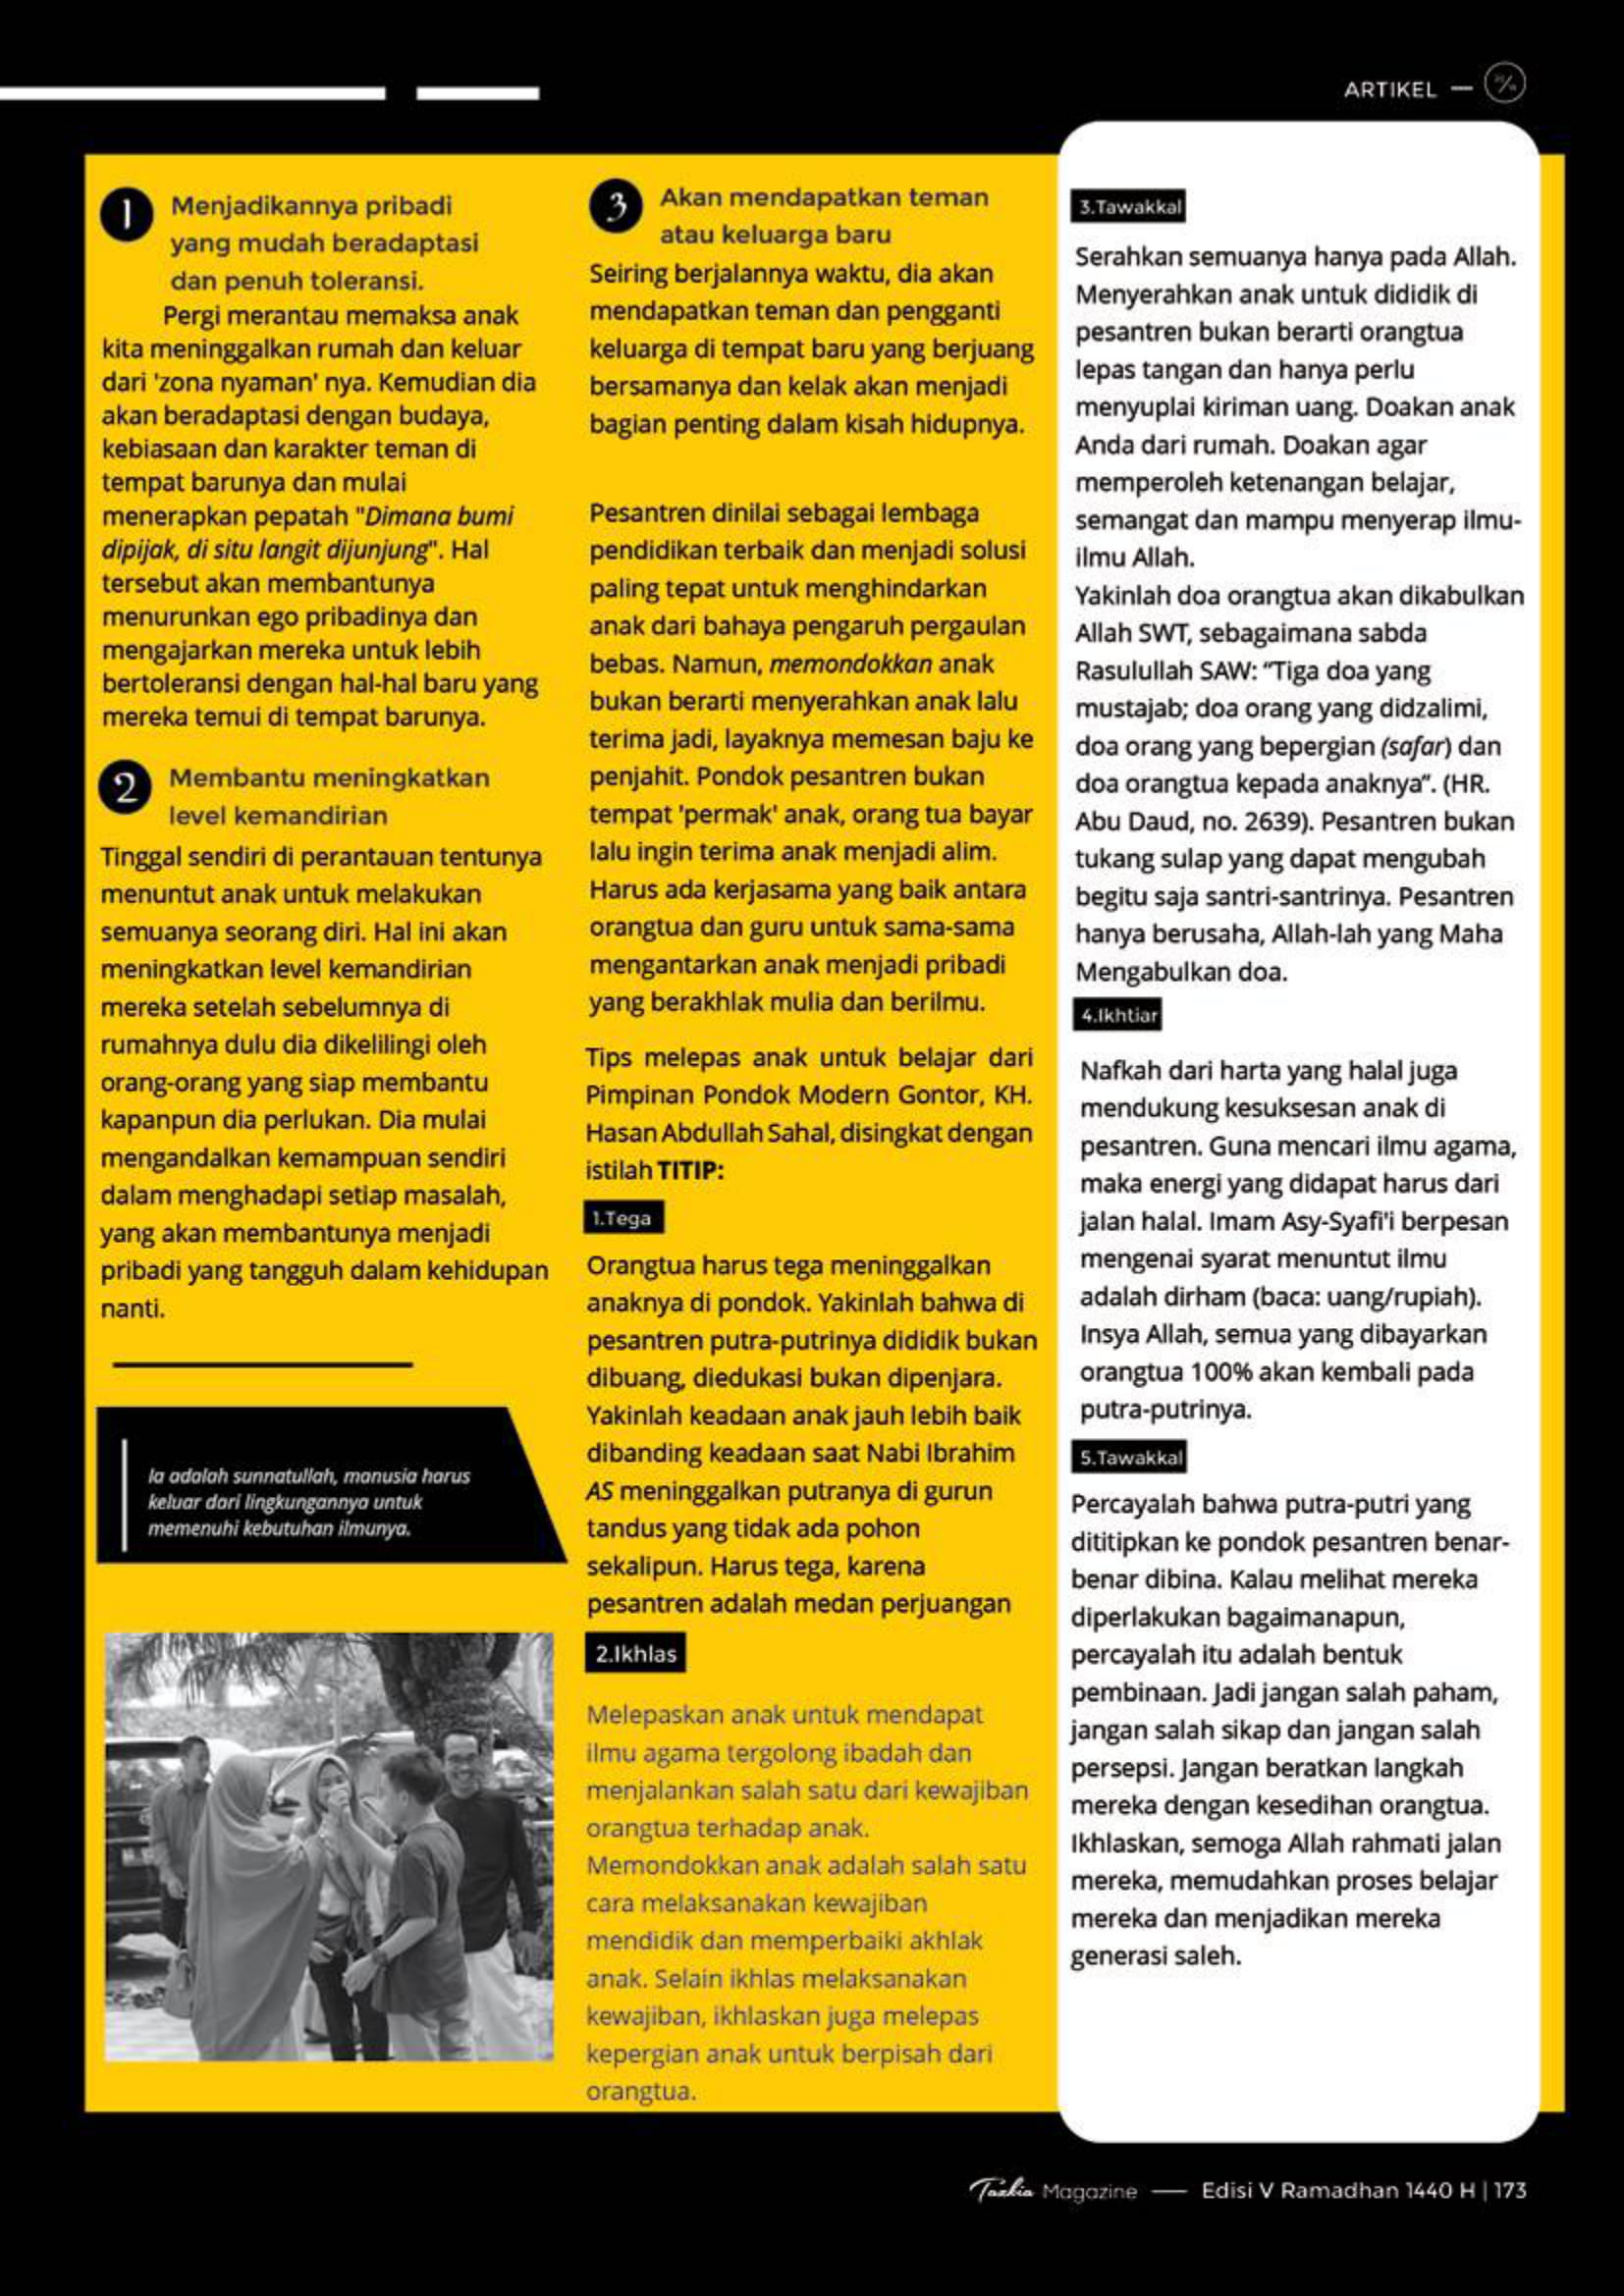 ARTIKEL
1
Menjadikannya pribadi
yang mudah beradaptasi
dan penuh toleransi.
Pergi merantau memaksa anak
kita meninggalkan rumah dan keluar
dari 'zona nyaman' nya. Kemudian dia
akan beradaptasi dengan budaya,
kebiasaan dan karakter teman di
tempat barunya dan mulai
menerapkan pepatah "Dimana bumi
dipijak, di situ langit dijunjung". Hal
tersebut akan membantunya
menurunkan ego pribadinya dan
mengajarkan mereka untuk lebih
bertoleransi dengan hal-hal baru yang
mereka temui di tempat barunya.
2
Membantu meningkatkan
level kemandirian
Tinggal sendiri di perantauan tentunya
menuntut anak untuk melakukan
semuanya seorang diri. Hal ini akan
meningkatkan level kemandirian
mereka setelah sebelumnya di
rumahnya dulu dia dikelilingi oleh
orang-orang yang siap membantu
kapanpun dia perlukan. Dia mulai
mengandalkan kemampuan sendiri
dalam menghadapi setiap masalah,
yang akan membantunya menjadi
pribadi yang tangguh dalam kehidupan
nanti.
Ia adalah sunnatullah, manusia harus
keluar dari lingkungannya untuk
memenuhi kebutuhan ilmunya.
3
Akan mendapatkan teman
atau keluarga baru
Seiring berjalannya waktu, dia akan
mendapatkan teman dan pengganti
keluarga di tempat baru yang berjuang
bersamanya dan kelak akan menjadi
bagian penting dalam kisah hidupnya.
Pesantren dinilai sebagai lembaga
pendidikan terbaik dan menjadi solusi
paling tepat untuk menghindarkan
anak dari bahaya pengaruh pergaulan
bebas. Namun, memondokkan anak
bukan berarti menyerahkan anak lalu
terima jadi, layaknya memesan baju ke
penjahit. Pondok pesantren bukan
tempat 'permak' anak, orang tua bayar
lalu ingin terima anak menjadi alim.
Harus ada kerjasama yang baik antara
orangtua dan guru untuk sama-sama
mengantarkan anak menjadi pribadi
yang berakhlak mulia dan berilmu.
Tips melepas anak untuk belajar dari
Pimpinan Pondok Modern Gontor, KH.
Hasan Abdullah Sahal, disingkat dengan
istilah TITIP:
1.Tega
Orangtua harus tega meninggalkan
anaknya di pondok. Yakinlah bahwa di
pesantren putra-putrinya dididik bukan
dibuang, diedukasi bukan dipenjara.
Yakinlah keadaan anak jauh lebih baik
dibanding keadaan saat Nabi Ibrahim
AS meninggalkan putranya di gurun
tandus yang tidak ada pohon
sekalipun. Harus tega, karena
pesantren adalah medan perjuangan
2.Ikhlas
Melepaskan anak untuk mendapat
ilmu agama tergolong ibadah dan
menjalankan salah satu dari kewajiban
orangtua terhadap anak.
Memondokkan anak adalah salah satu
cara melaksanakan kewajiban
mendidik dan memperbaiki akhlak
anak. Selain ikhlas melaksanakan
kewajiban, ikhlaskan juga melepas
kepergian anak untuk berpisah dari
orangtua.
3.Tawakkal
Serahkan semuanya hanya pada Allah.
Menyerahkan anak untuk dididik di
pesantren bukan berarti orangtua
lepas tangan dan hanya perlu
menyuplai kiriman uang. Doakan anak
Anda dari rumah. Doakan agar
memperoleh ketenangan belajar,
semangat dan mampu menyerap ilmu-
ilmu Allah.
Yakinlah doa orangtua akan dikabulkan
Allah SWT, sebagaimana sabda
Rasulullah SAW: “Tiga doa yang
mustajab; doa orang yang didzalimi,
doa orang yang bepergian (safar) dan
doa orangtua kepada anaknya”. (HR.
Abu Daud, no. 2639). Pesantren bukan
tukang sulap yang dapat mengubah
begitu saja santri-santrinya. Pesantren
hanya berusaha, Allah-lah yang Maha
Mengabulkan doa.
4.Ikhtiar
Nafkah dari harta yang halal juga
mendukung kesuksesan anak di
pesantren. Guna mencari ilmu agama,
maka energi yang didapat harus dari
jalan halal. Imam Asy-Syafi'i berpesan
mengenai syarat menuntut ilmu
adalah dirham (baca: uang/rupiah).
Insya Allah, semua yang dibayarkan
orangtua 100% akan kembali pada
putra-putrinya.
5.Tawakkal
Percayalah bahwa putra-putri yang
dititipkan ke pondok pesantren benar-
benar dibina. Kalau melihat mereka
diperlakukan bagaimanapun,
percayalah itu adalah bentuk
pembinaan. Jadi jangan salah paham,
jangan salah sikap dan jangan salah
persepsi. Jangan beratkan langkah
mereka dengan kesedihan orangtua.
Ikhlaskan, semoga Allah rahmati jalan
mereka, memudahkan proses belajar
mereka dan menjadikan mereka
generasi saleh.
Tazkia Magazine — Edisi V Ramadhan 1440 H | 173